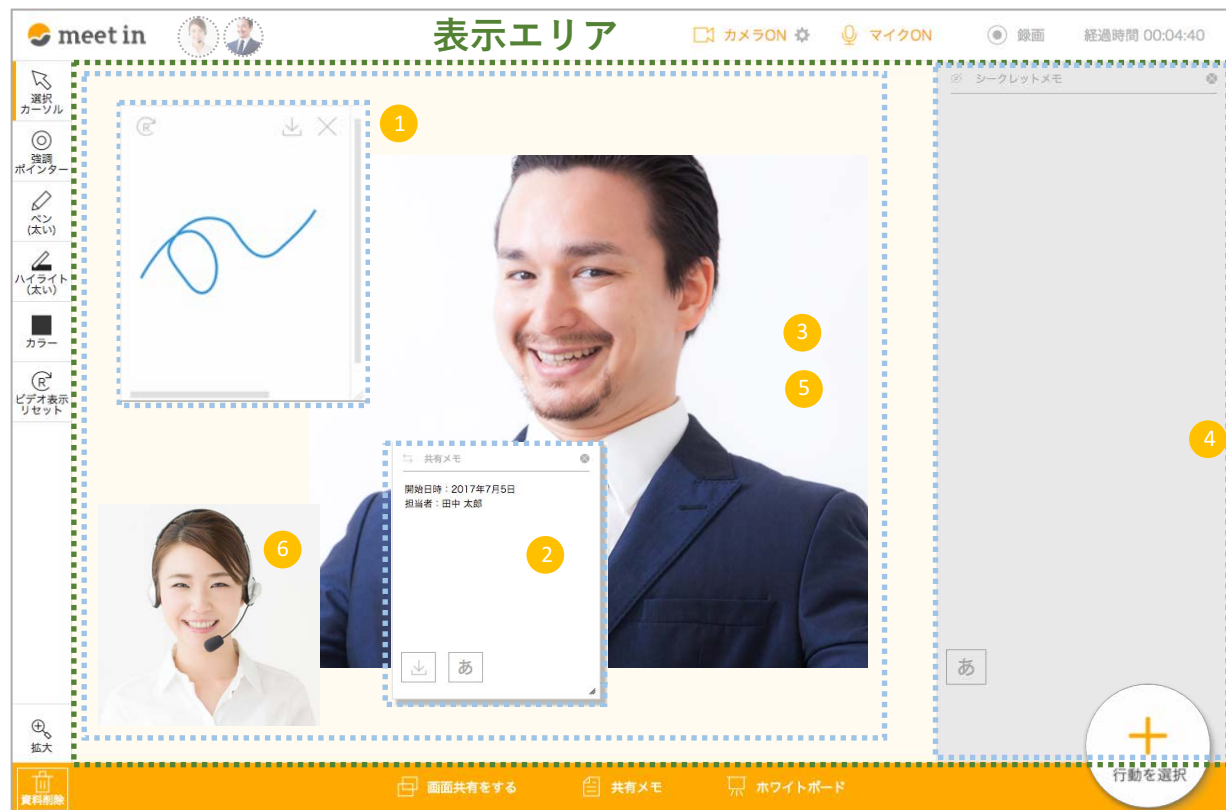 meet in
表示エリア
カメラON
マイクON
録画
経過時間 00:04:40
選択
カーソル
強調
ポインター
ペン
(太い)
ハイライト
(太い)
カラー
R
ビデオ表示
リセット
拡大
資料削除
R
1
3
5
6
共有メモ
開始日時：2017年7月5日
担当者：田中 太郎
2
あ
シークレットメモ
4
あ
行動を選択
画面共有をする
共有メモ
ホワイトボード